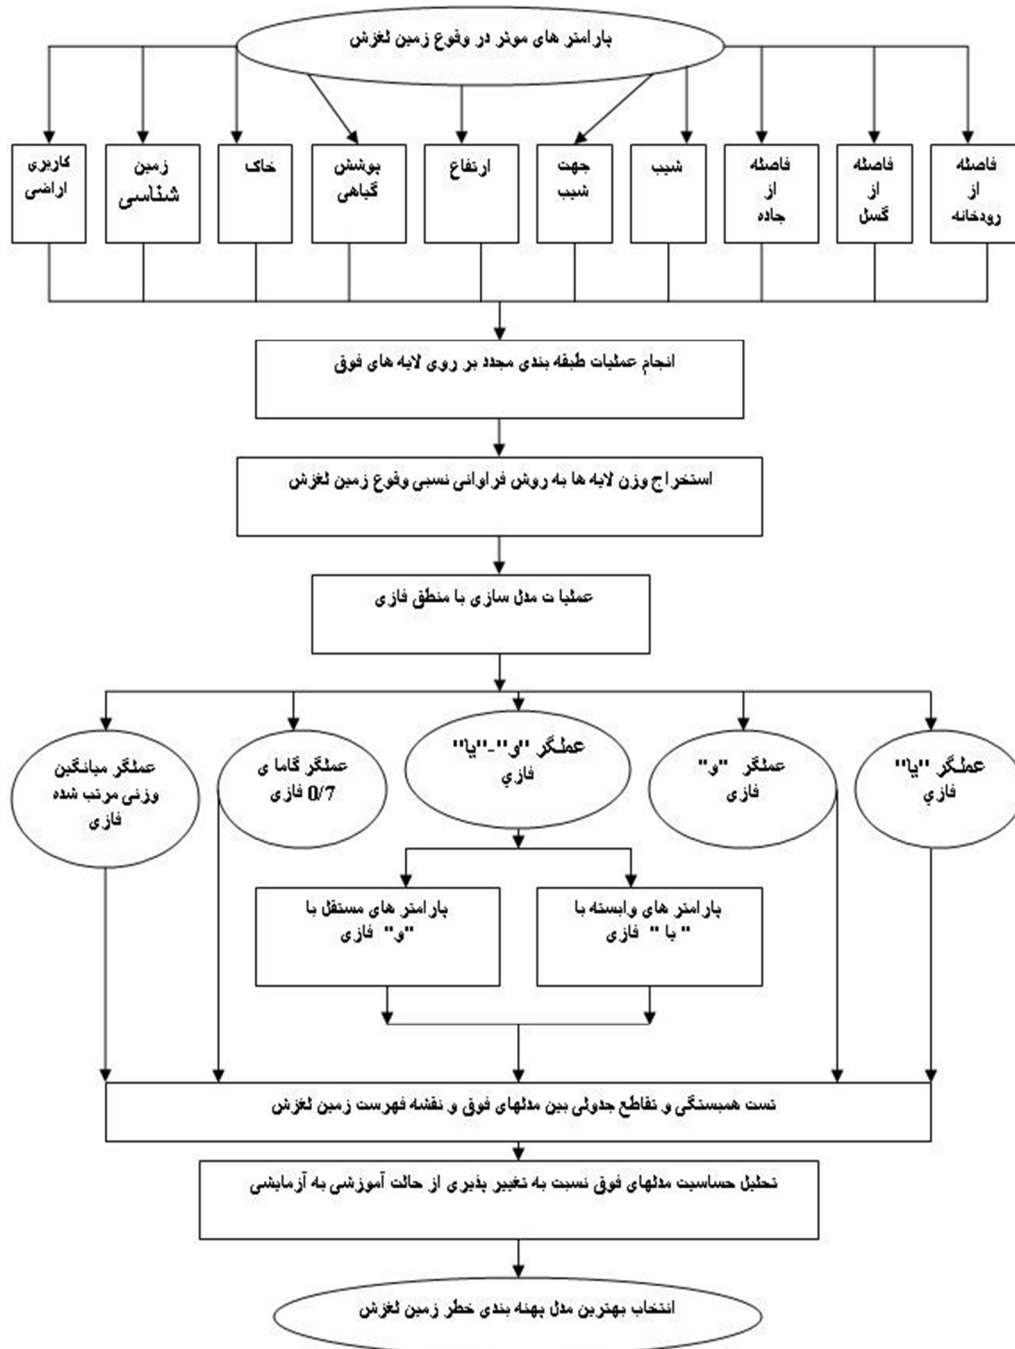 پارامتر های موثر در وقوع زمین لغزش
فاصله
از
رودخانه
فاصله
از
گسل
فاصله
از
جاده
شیب
جهت
شیب
ارتفاع
پوشش
گیاهی
خاک
زمین
شناسی
کاربری
اراضی
انجام عملیات طبقه بندی مجدد بر روی لایه های فوق
استخراج وزن لایه ها به روش فراوانی نسبی وقوع زمین لغزش
عملیا ت مدل سازی با منطق فازی
عملگر "یا"
فازي
عملگر "و"
فازی
عملگر "و"-"یا"
فازي
عملگر گاما ی
0/7 فازی
عملگر میانگین
وزنی مرتب شده
فازی
پارامتر های وابسته با
" یا " فازی
پارامتر های مستقل با
"و" فازی
تست همبستگی و تقاطع جدولی بین مدلهای فوق و نقشه فهرست زمین لغزش
تحلیل حساسیت مدلهای فوق نسبت به تغییر پذیری از حالت آموزشی به آزمایشی
انتخاب بهترین مدل پهنه بندی خطر زمین لغزش